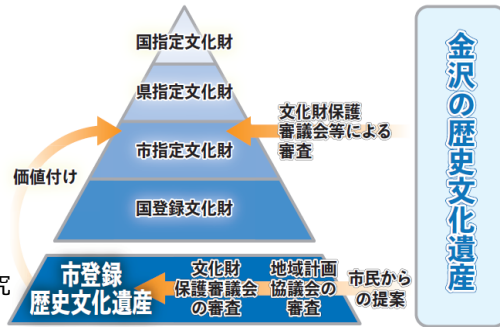 国指定文化財
県指定文化財
市指定文化財
国登録文化財
文化財保護
審議会等による
審査
価値付け
究
市登録
歴史文化遺産
文化財
保護審議会
の審査
地域計画
協議会の
審査
市民から
の提案
金沢の歴史文化遺産